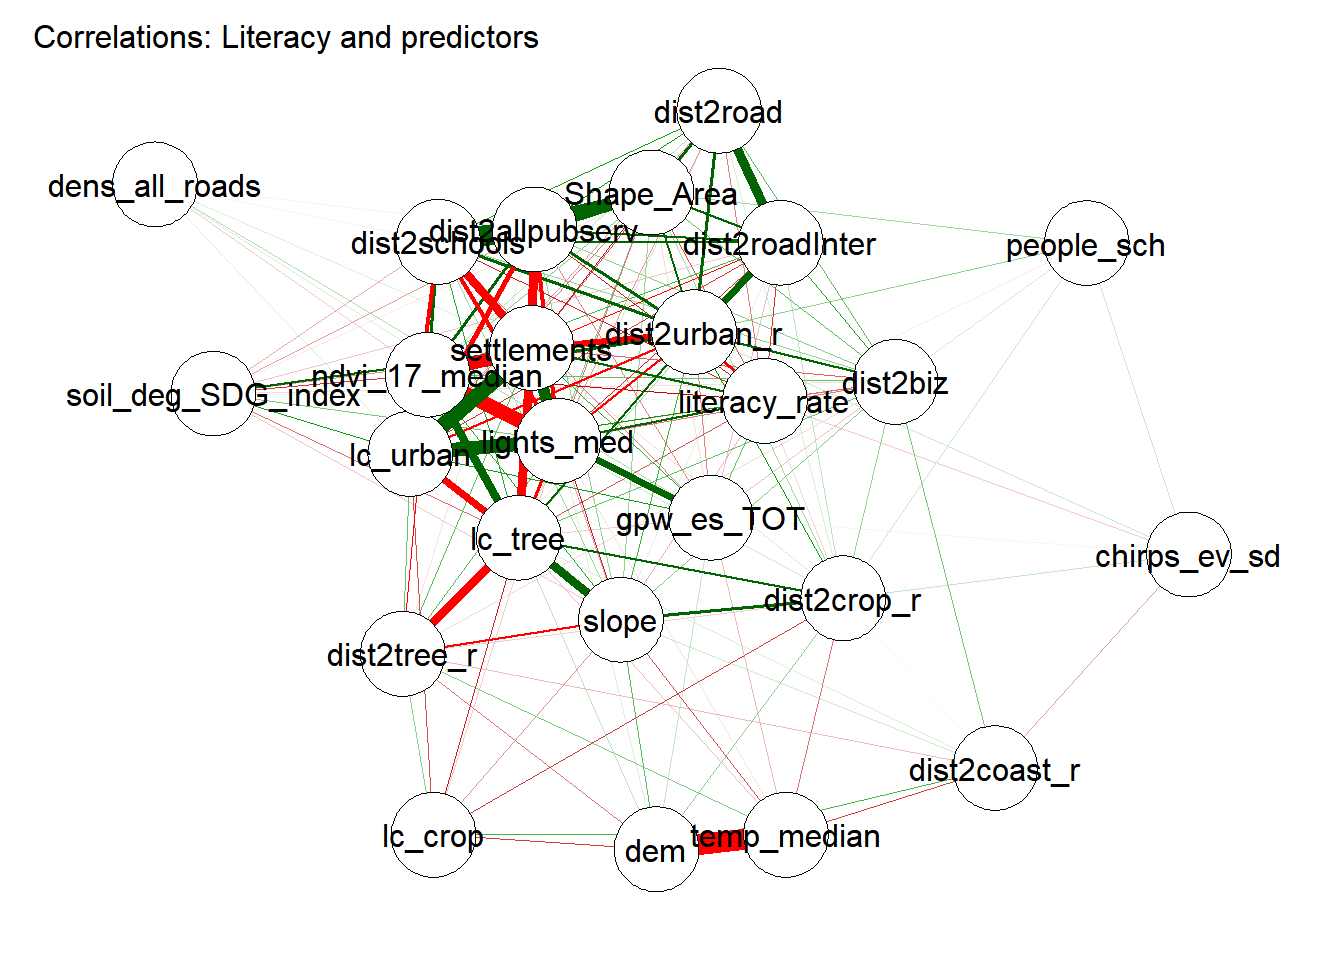 Correlations: Literacy and predictors
dist2road
dens_all_roads
Shape_Area
dist2allpubserv
dist2schools
dist2roadInter
people_sch
dist2urban_r
settlements
ndvi_17_median
dist2biz
soil_deg_SDG_index
literacy_rate
lights_med
lc_urban
gpw_es_TOT
lc_tree
chirps_ev_sd
dist2crop_r
slope
dist2tree_r
dist2coast_r
lc_crop
temp_median
dem